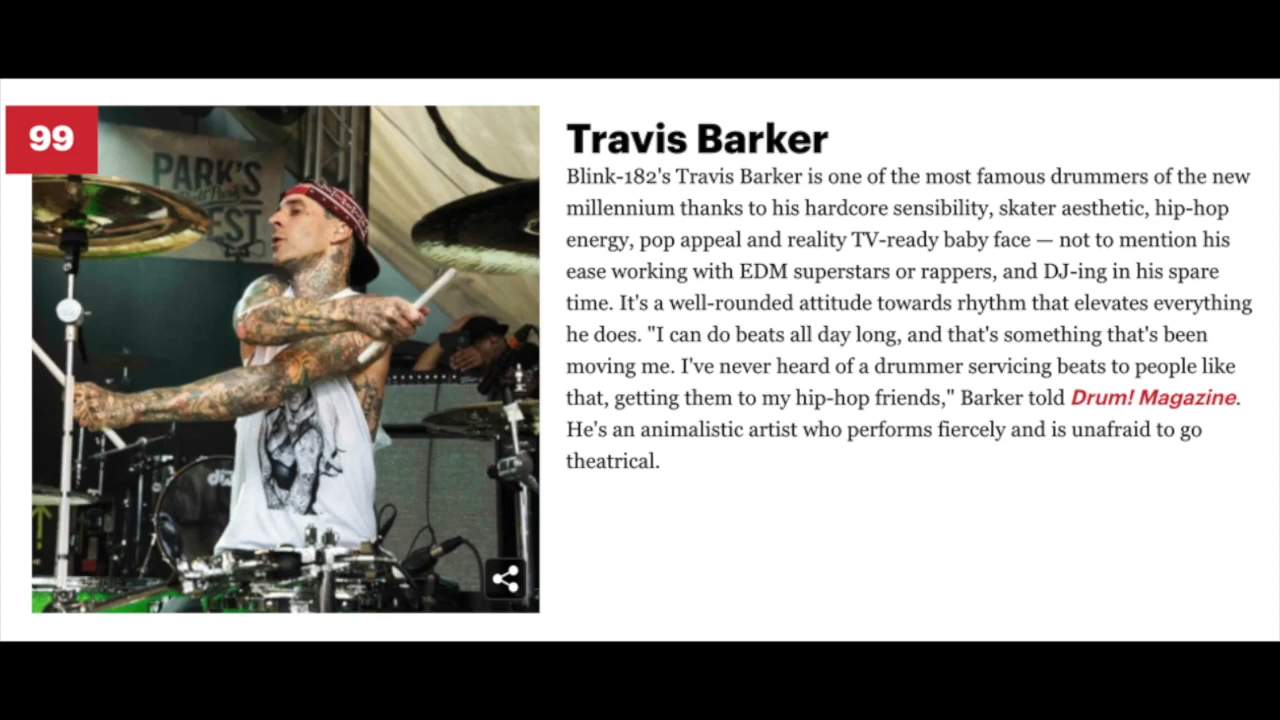 99
PARK'S
EST
Travis Barker
Blink-182's Travis Barker is one of the most famous drummers of the new
millennium thanks to his hardcore sensibility, skater aesthetic, hip-hop
energy, pop appeal and reality TV-ready baby face — not to mention his
ease working with EDM superstars or rappers, and DJ-ing in his spare
time. It's a well-rounded attitude towards rhythm that elevates everything
he does. "I can do beats all day long, and that's something that's been
moving me. I've never heard of a drummer servicing beats to people like
that, getting them to my hip-hop friends," Barker told Drum! Magazine.
He's an animalistic artist who performs fiercely and is unafraid to go
theatrical.